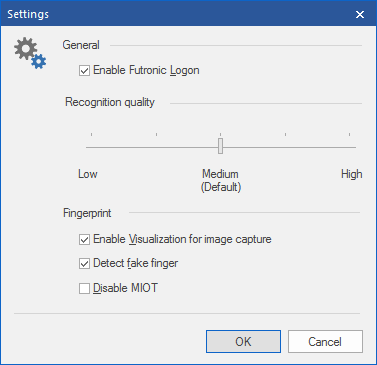 Settings
General
Enable Futronic Logon
Recognition quality
Low
Medium
(Default)
High
Fingerprint
Enable Visualization for image capture
Detect fake finger
Disable MIOT
OK
Cancel